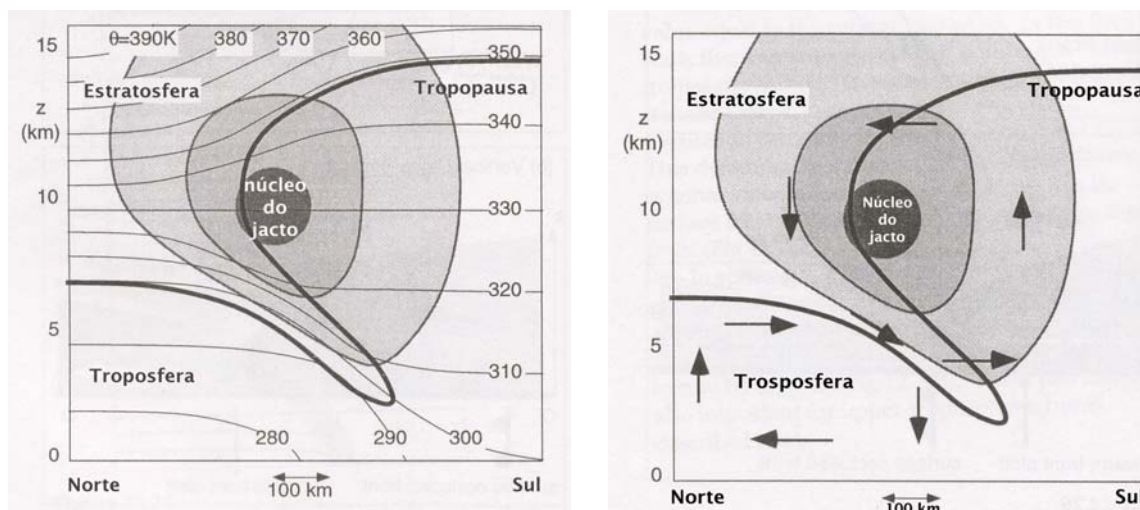 15
θ=390K 380 370 360
350
Estratosfera
Tropopausa
z
(km)
340
10
núcleo
do
jacto
330
320
5
Troposfera
310
280
290
300
0
100 km
Norte
Sul
15
Estratosfera
Tropopausa
z
(km)
10
Núcleo
do
jacto
5
Trosposfera
0
100 km
Norte
Sul